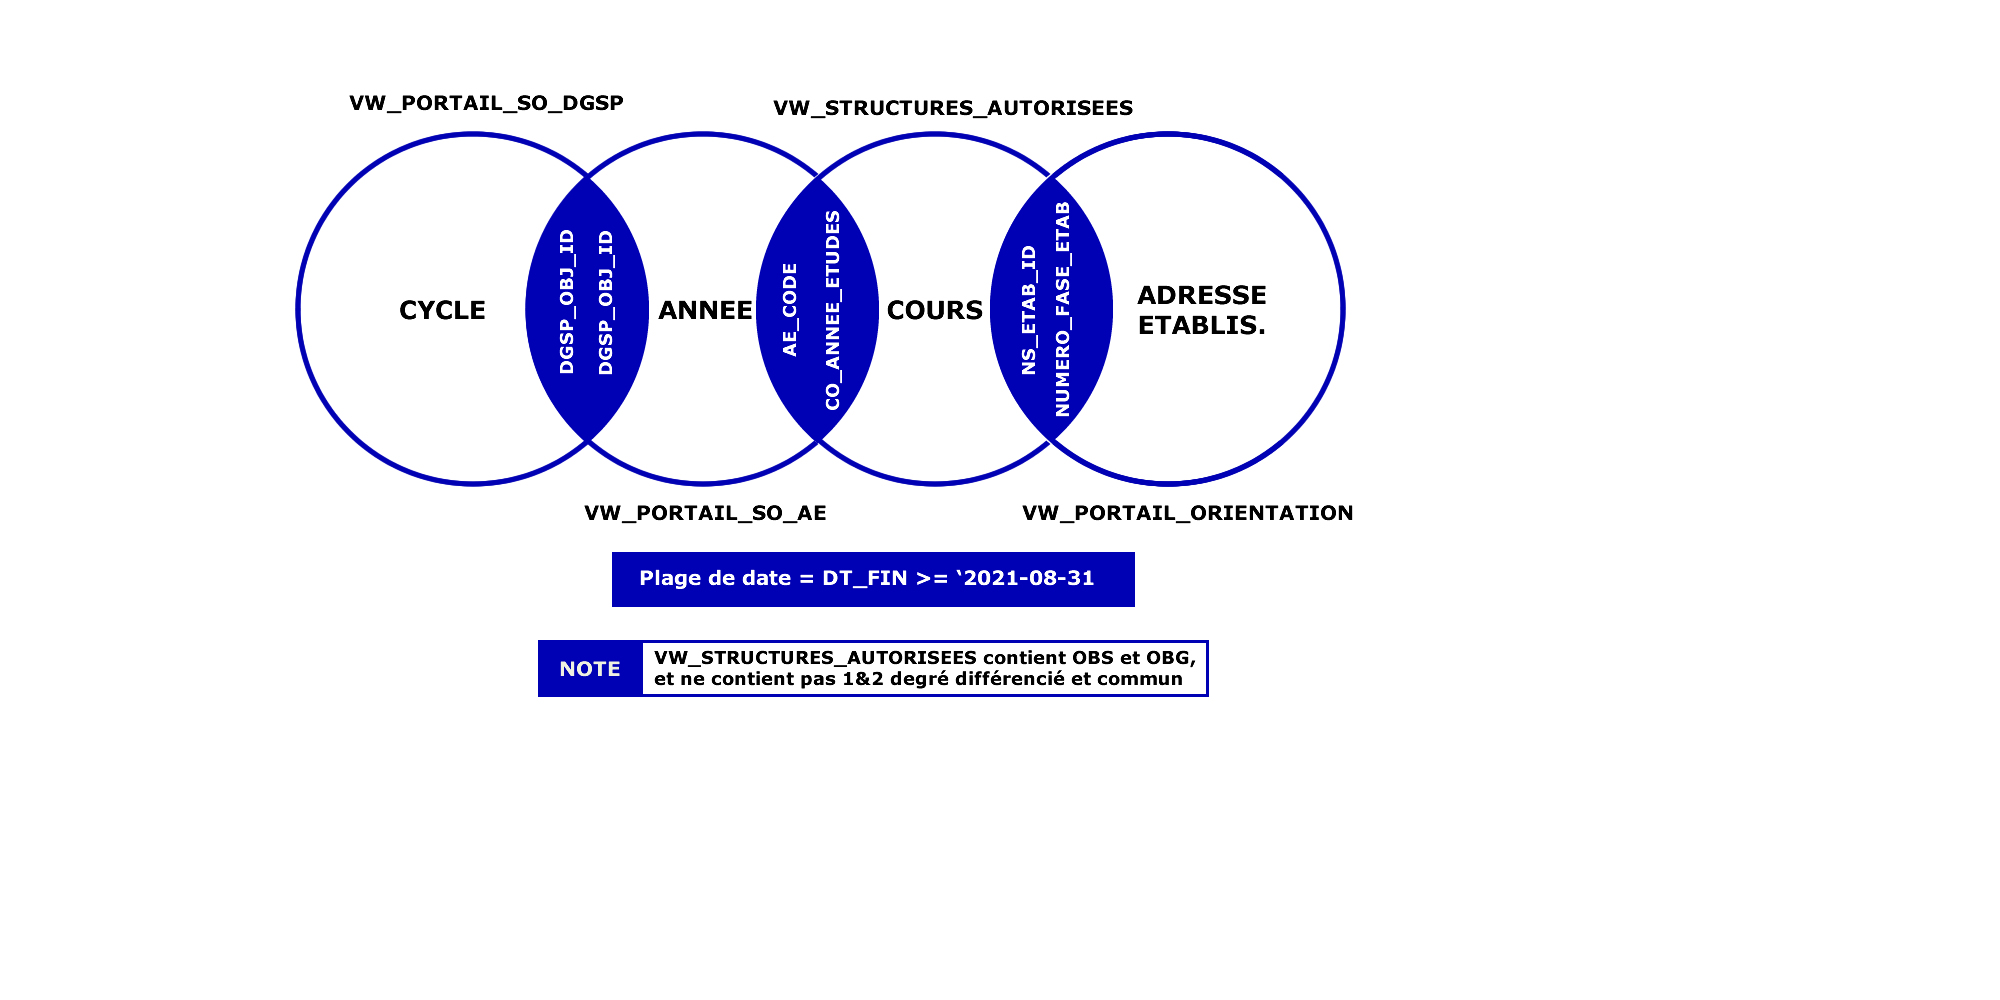 VW_PORTAIL_SO_DGSP
VW_STRUCTURES_AUTORISEES
CYCLE
DGSP_OBJ_ID
DGSP_OBJ_ID
ANNEE
AE_CODE
CO_ANNEE_ETUDES
COURS
NS_ETAB_ID
NUMERO_FASE_ETAB
ADRESSE
ETABLIS.
VW_PORTAIL_SO_AE
VW_PORTAIL_ORIENTATION
Plage de date = DT_FIN >= ‘2021-08-31
NOTE
VW_STRUCTURES_AUTORISEES contient OBS et OBG,
et ne contient pas 1&2 degré différencié et commun